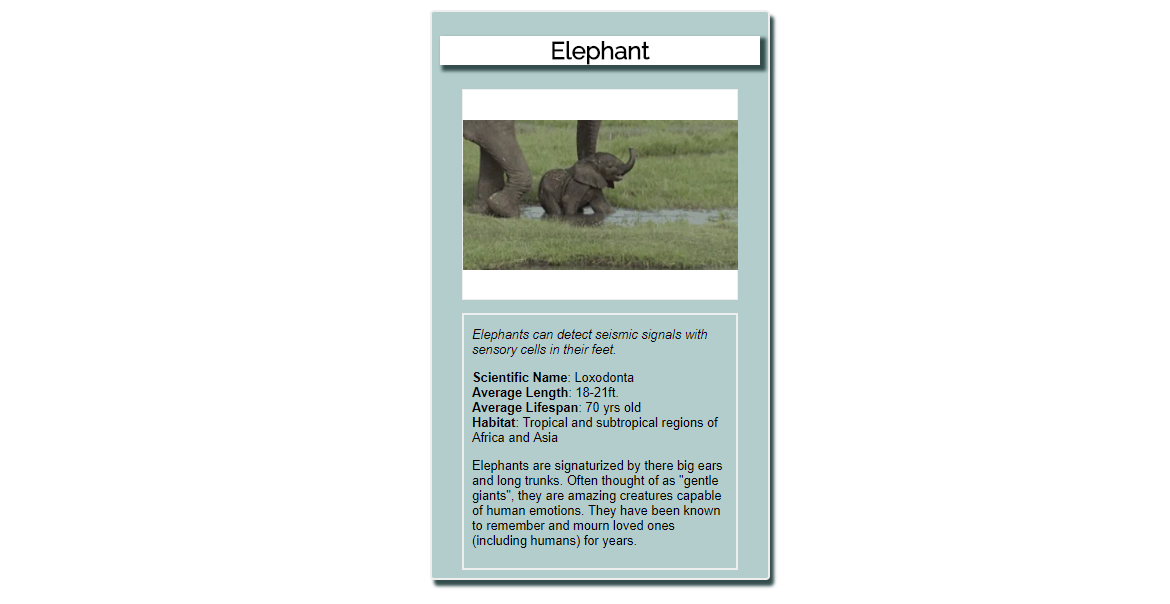 Elephant
Elephants can detect seismic signals with
sensory cells in their feet.
Scientific Name: Loxodonta
Average Length: 18-21ft.
Average Lifespan: 70 yrs old
Habitat: Tropical and subtropical regions of
Africa and Asia
Elephants are signaturized by there big ears
and long trunks. Often thought of as "gentle
giants", they are amazing creatures capable
of human emotions. They have been known
to remember and mourn loved ones
(including humans) for years.